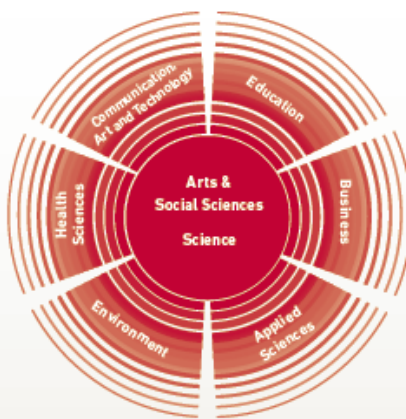 Communication,
Art and Technology
Education
Arts &
Social Sciences
Science
Health
Sciences
Business
Environment
Applied
Sciences